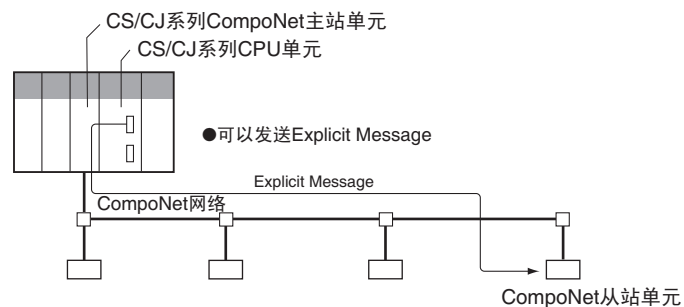 CS/CJ系列CompoNet主站单元
CS/CJ系列CPU单元
●可以发送Explicit Message
Explicit Message
CompoNet网络
CompoNet从站单元